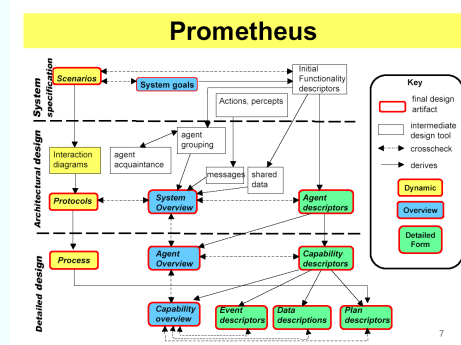 Prometheus
System
specification
Scenarios
System goals
Initial
Functionality
descriptors
Actions, percepts
Key
final design
artifact
intermediate
design tool
crosscheck
derives
Dynamic
Overview
Detailed
Form
Architectural design
Interaction
diagrams
agent
acquaintance
agent
grouping
messages
shared
data
Protocols
System
Overview
Agent
descriptors
Detailed design
Process
Agent
Overview
Capability
descriptors
Capability
overview
Event
descriptors
Data
descriptions
Plan
descriptors
7